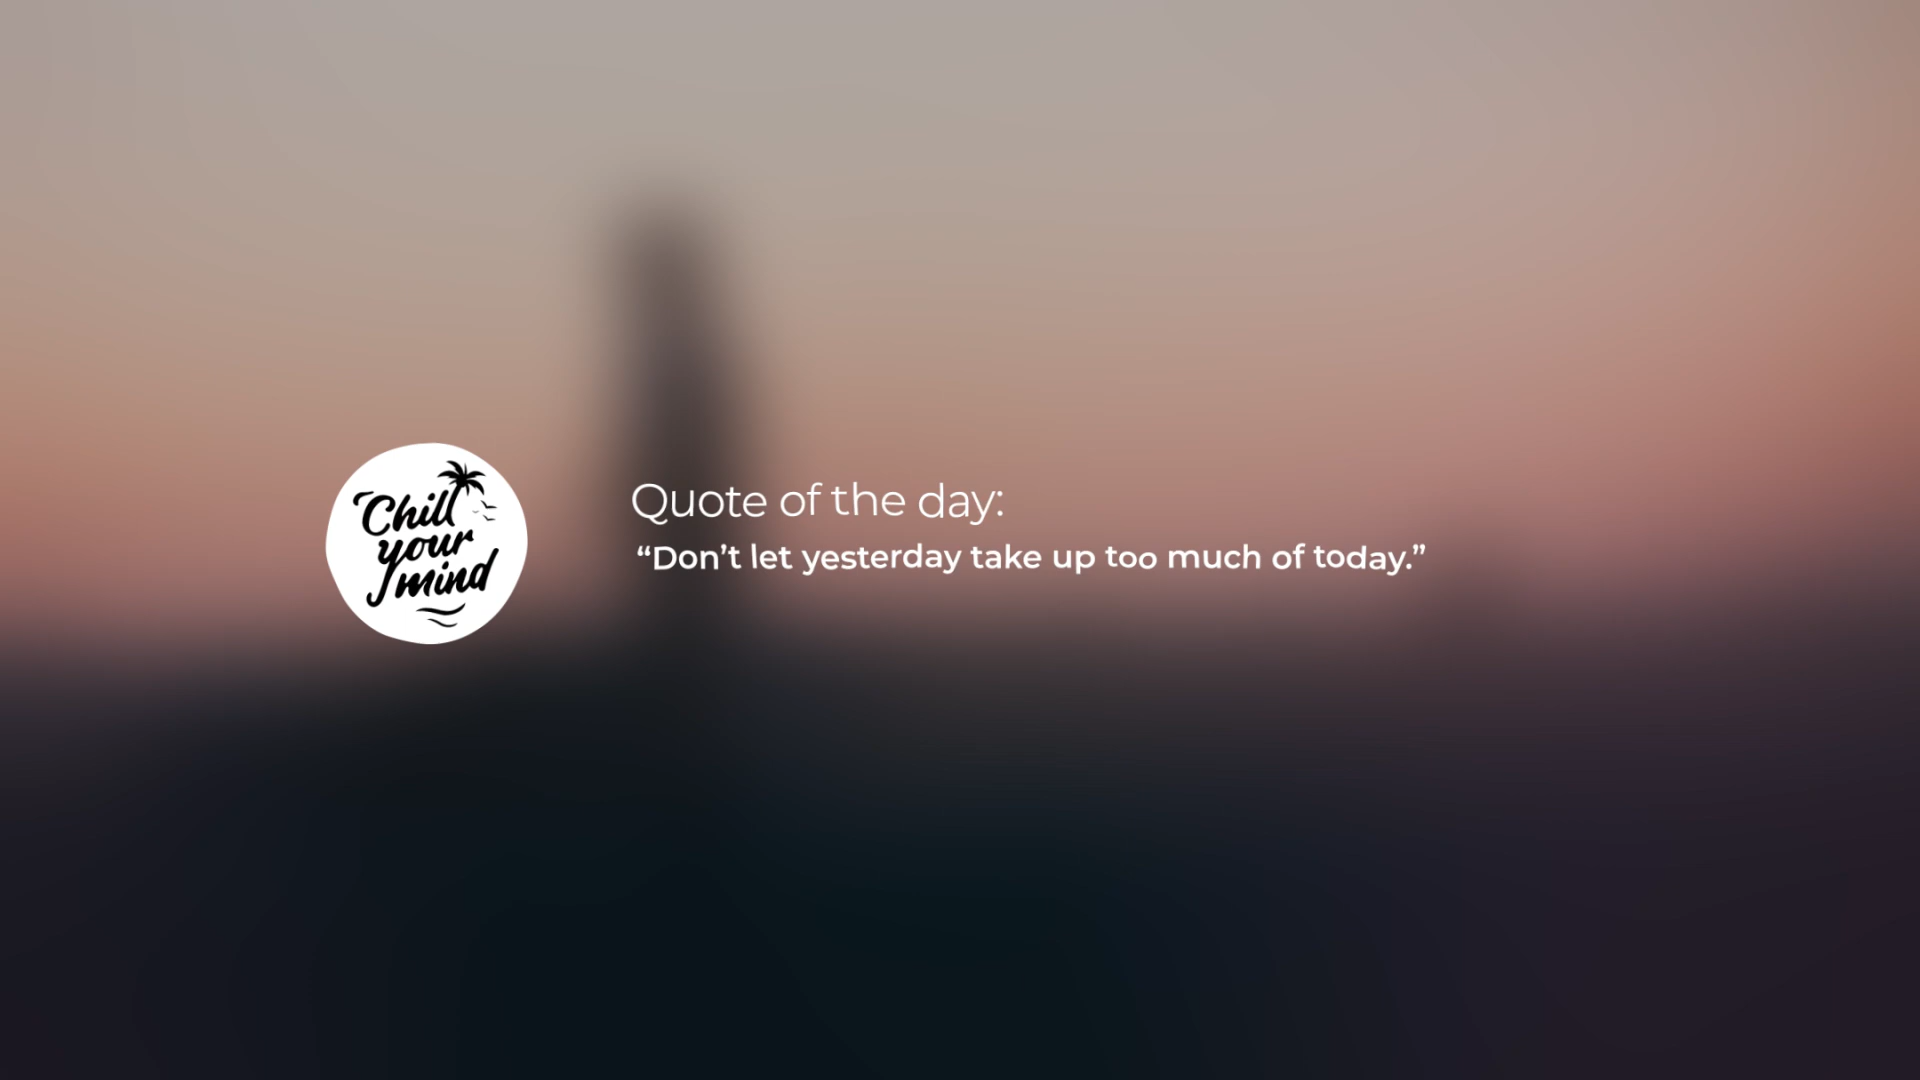 Chill
your
mind
Quote of the day:
“Don’t let yesterday take up too much of today.”